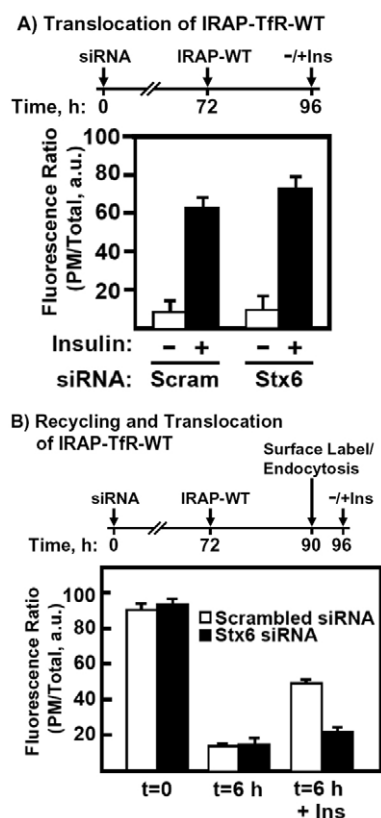 A) Translocation of IRAP-TfR-WT
siRNA IRAP-WT −/+Ins
Time, h: 0 72 96
Fluorescence Ratio
(PM/Total, a.u.)
100
80
60
40
20
Insulin: − + − +
siRNA: Scram Stx6
B) Recycling and Translocation
of IRAP-TfR-WT
Surface Label/
Endocytosis
siRNA IRAP-WT −/+Ins
Time, h: 0 72 90 96
Fluorescence Ratio
(PM/Total, a.u.)
100
80
60
40
20
Scrambled siRNA
Stx6 siRNA
t=0 t=6 h t=6 h
+ Ins